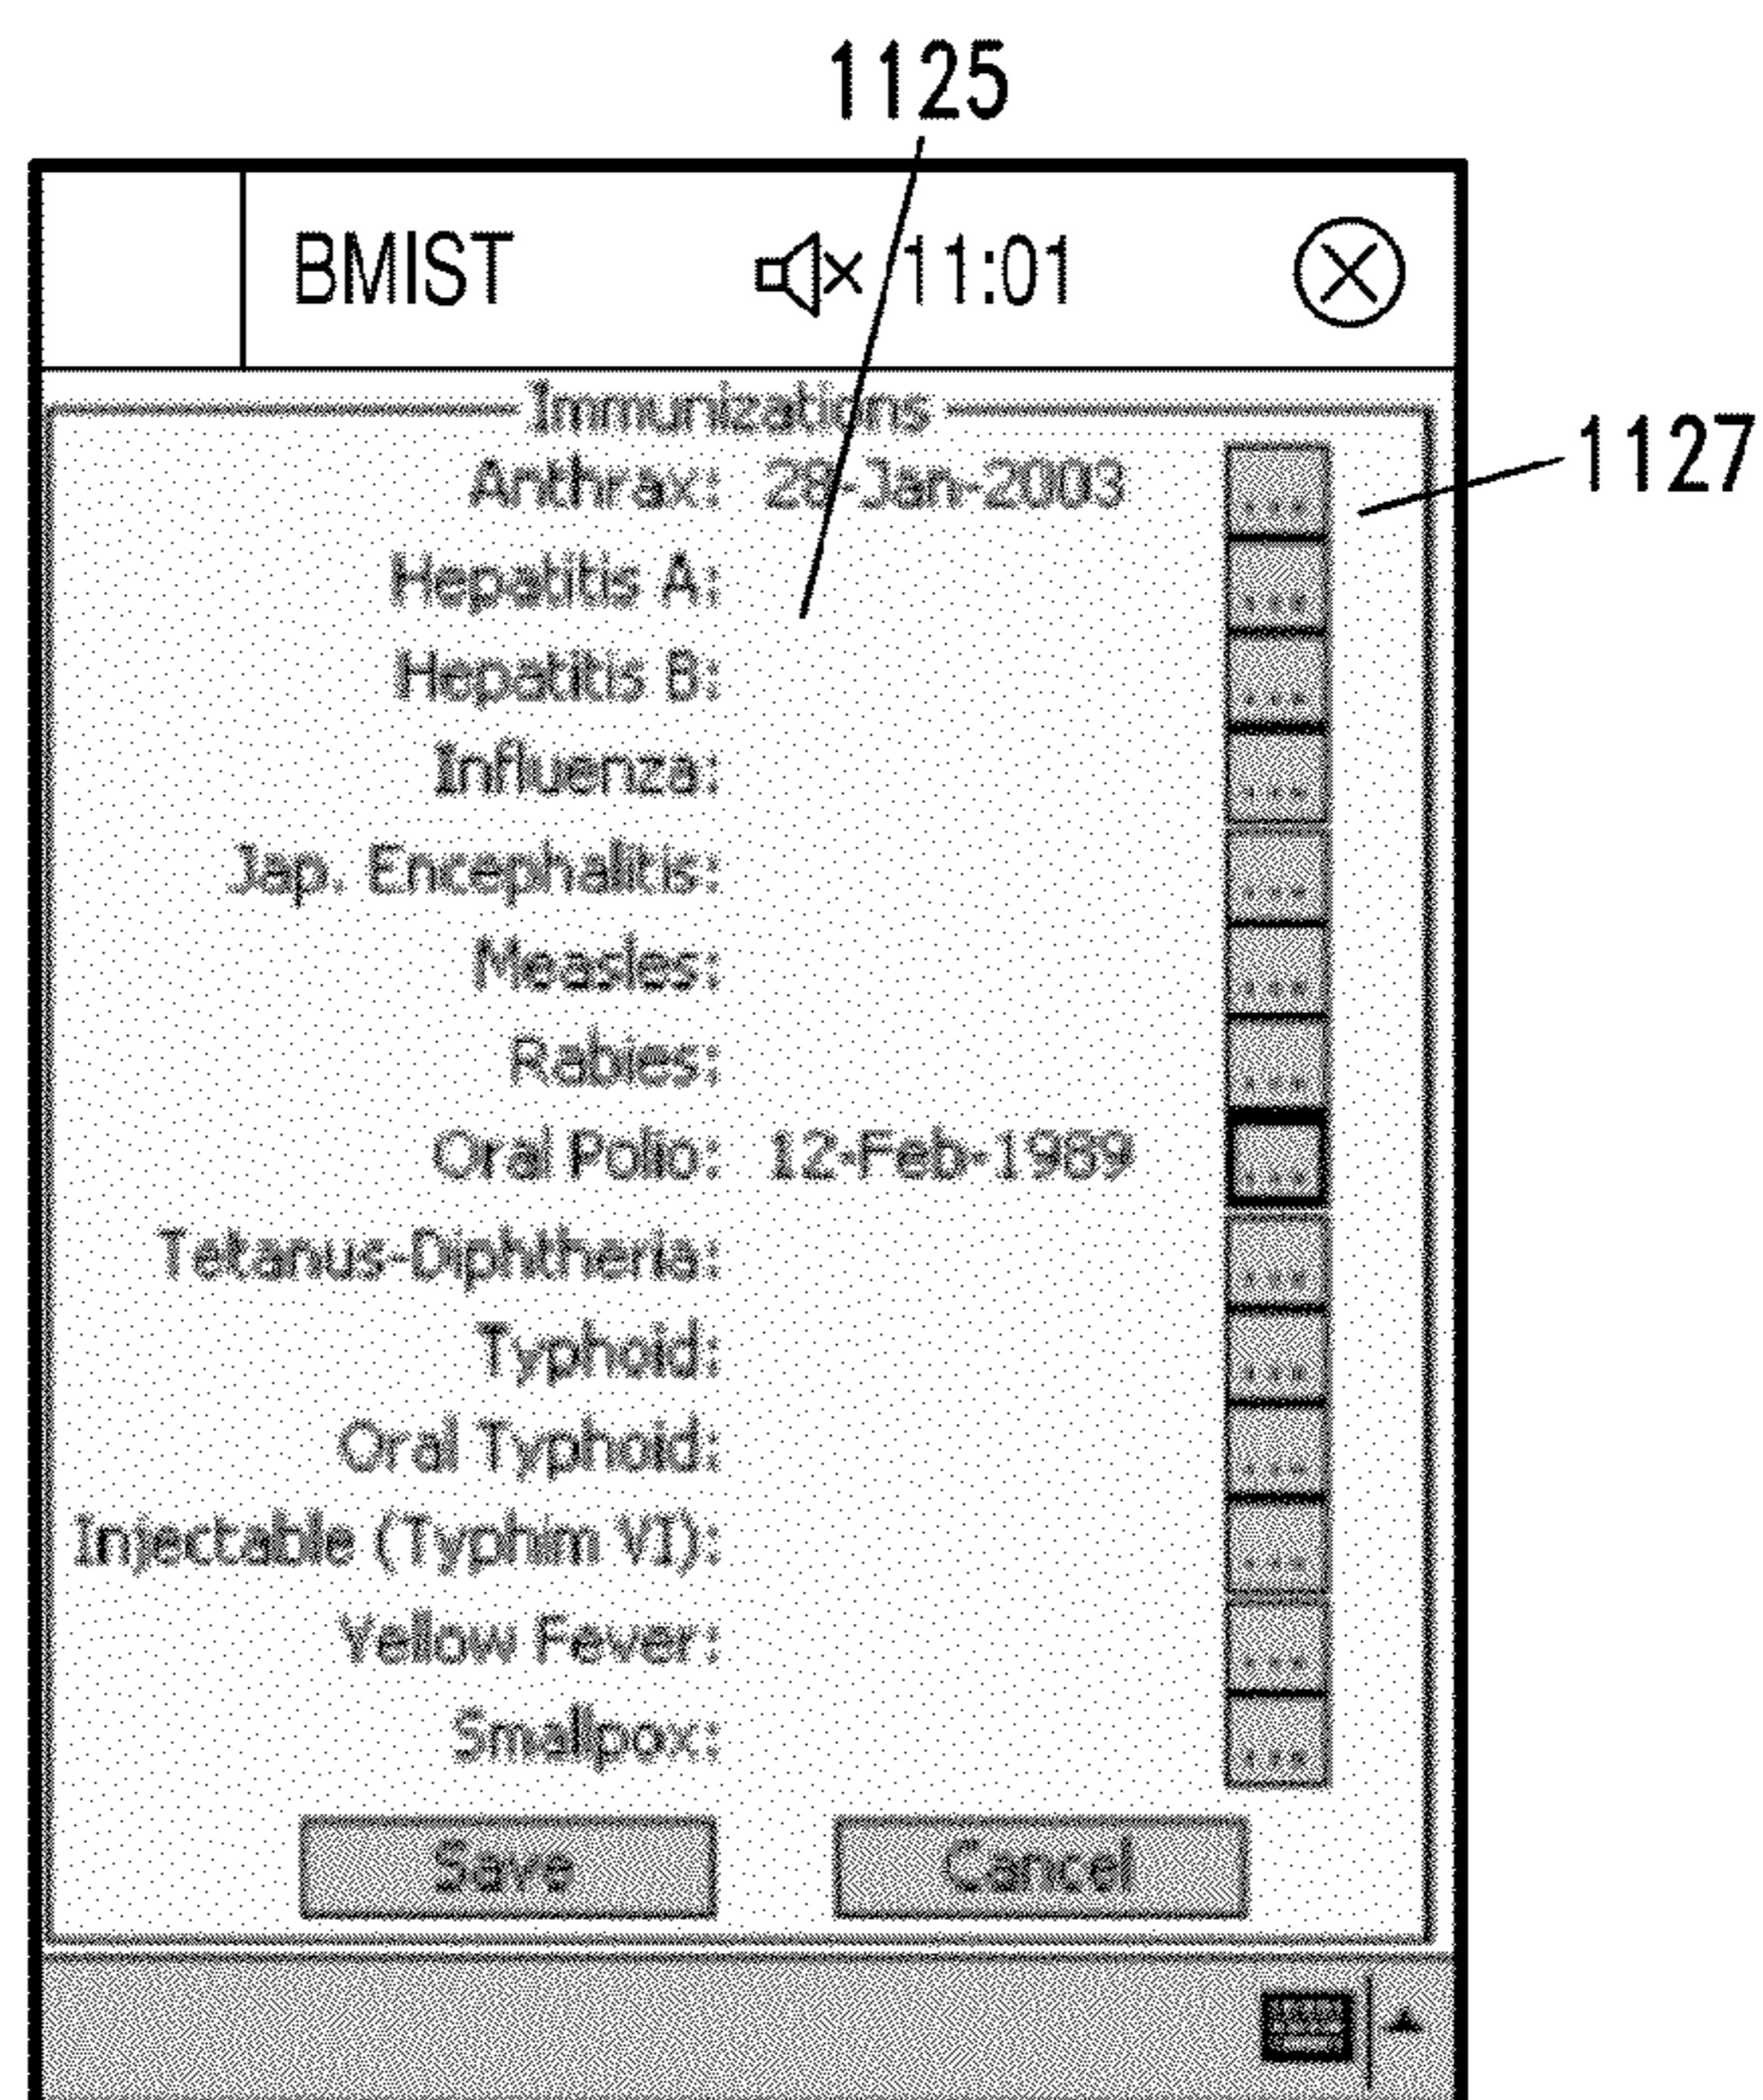 1125
BMIST 11:01
Immunizations
1127
Anthrax: 28-Jan-2003 ...
Hepatitis A: ...
Hepatitis B: ...
Influenza: ...
Jap. Encephalitis: ...
Measles: ...
Rabies: ...
Oral Polio: 12-Feb-1989 ...
Tetanus-Diphtheria: ...
Typhoid: ...
Oral Typhoid: ...
Injectable (Typhim VI): ...
Yellow Fever: ...
Smallpox: ...
Save Cancel